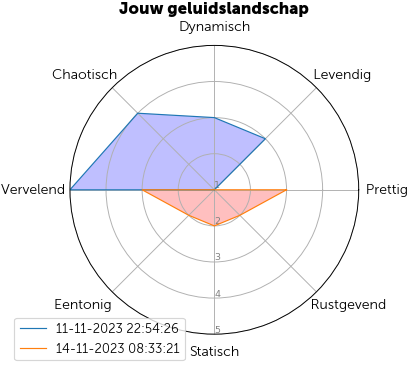 Jouw geluidslandschap
Dynamisch
Chaotisch
Levendig
Vervelend
Prettig
1
2
3
4
5
Eentonig
Rustgevend
Statisch
11-11-2023 22:54:26
14-11-2023 08:33:21